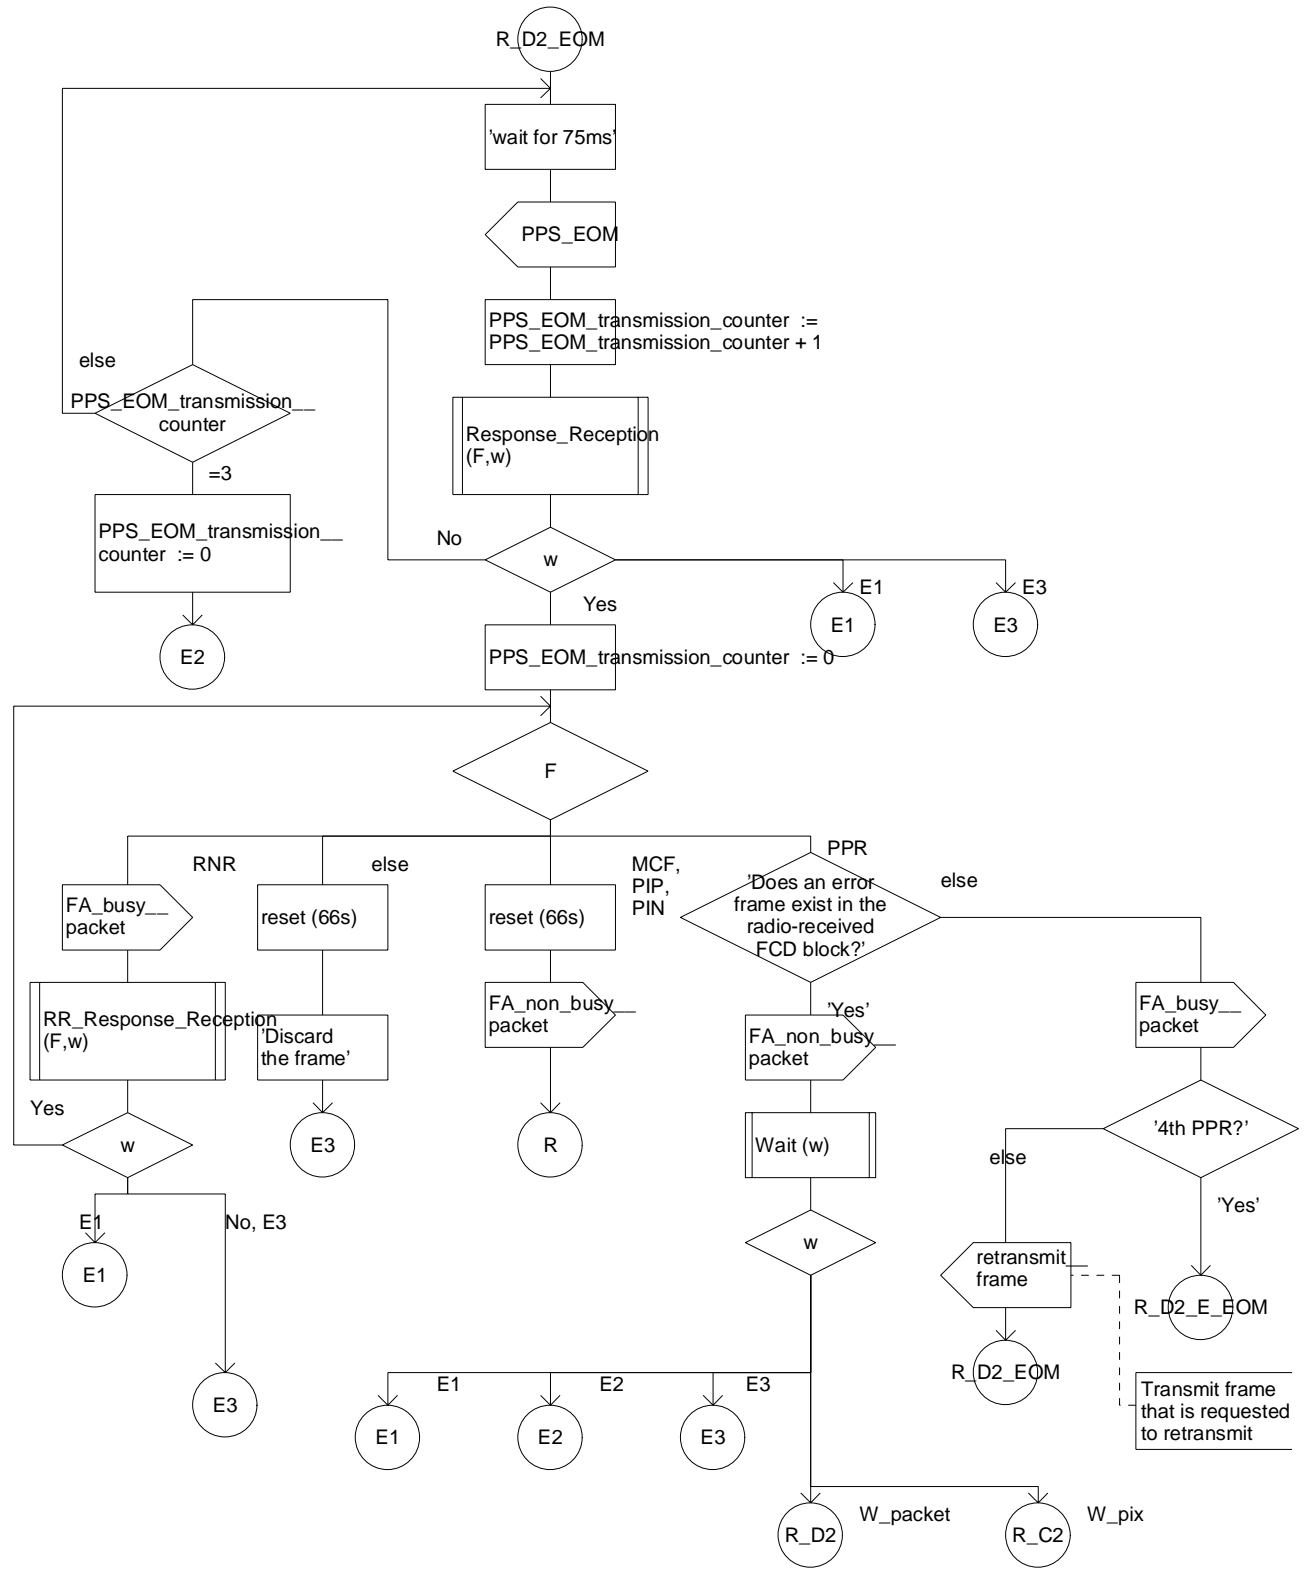 R_D2_EOM
'wait for 75ms'
PPS_EOM
PPS_EOM_transmission_counter :=
PPS_EOM_transmission_counter + 1
else
PPS_EOM_transmission__
counter
=3
Response_Reception
(F,w)
PPS_EOM_transmission__
counter := 0
No
w
E1
E3
Yes
E1
E3
E2
PPS_EOM_transmission_counter := 0
F
RNR
else
MCF,
PIP,
PIN
PPR
'Does an error
frame exist in the
radio-received
FCD block?'
else
FA_busy__
packet
reset (66s)
reset (66s)
FA_busy__
packet
RR_Response_Reception
(F,w)
'Discard
the frame'
FA_non_busy__
packet
'Yes'
FA_non_busy__
packet
Yes
w
E3
R
Wait (w)
'4th PPR?'
else
'Yes'
E1
No, E3
w
E1
retransmit__
frame
R_D2_E_EOM
E3
E1
E2
E3
R_D2_EOM
Transmit frame
that is requested
to retransmit
E1
E2
E3
W_packet
W_pix
R_D2
R_C2